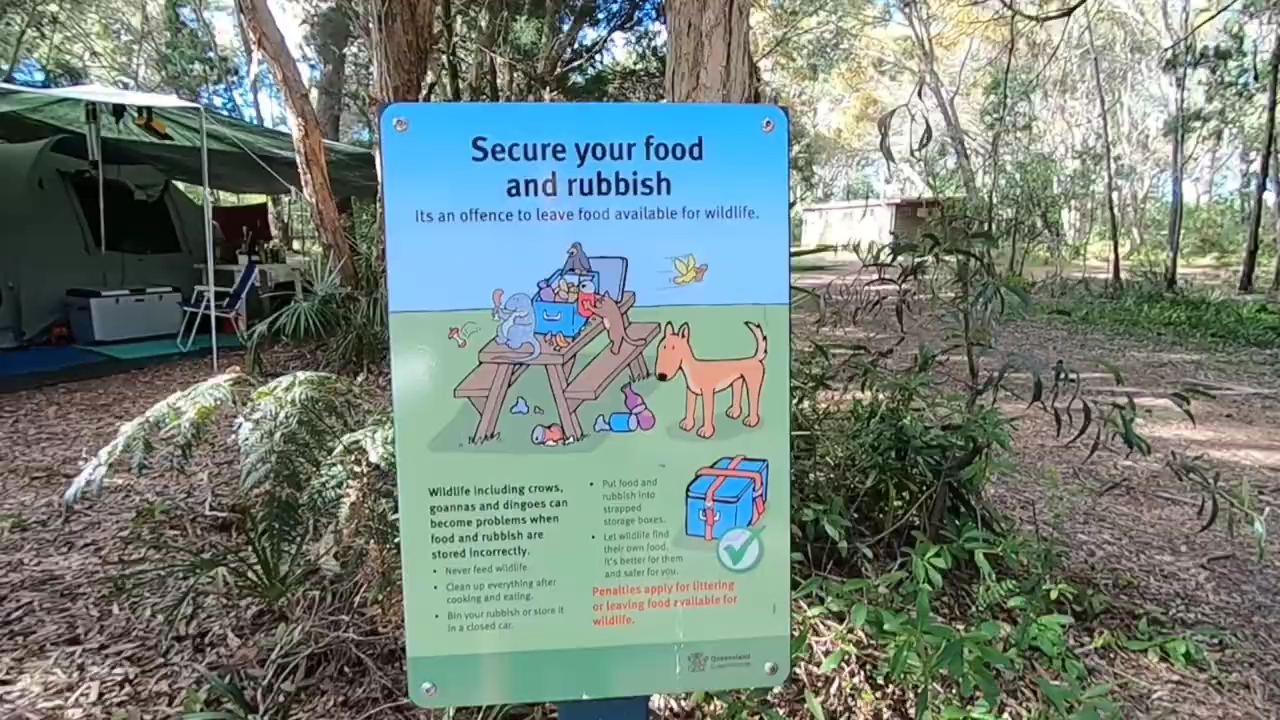 Secure your food
and rubbish
Its an offence to leave food available for wildlife.
Wildlife including crows,
goannas and dingoes can
become problems when
food and rubbish are
stored incorrectly.
• Never feed wildlife.
• Clean up everything after
cooking and eating.
• Bin your rubbish or store it
in a closed car.
• Put food and
rubbish into
strapped
storage boxes.
• Let wildlife find
their own food.
It's better for them
and safer for you.
Penalties apply for littering
or leaving food available for
wildlife.
Queensland
Government